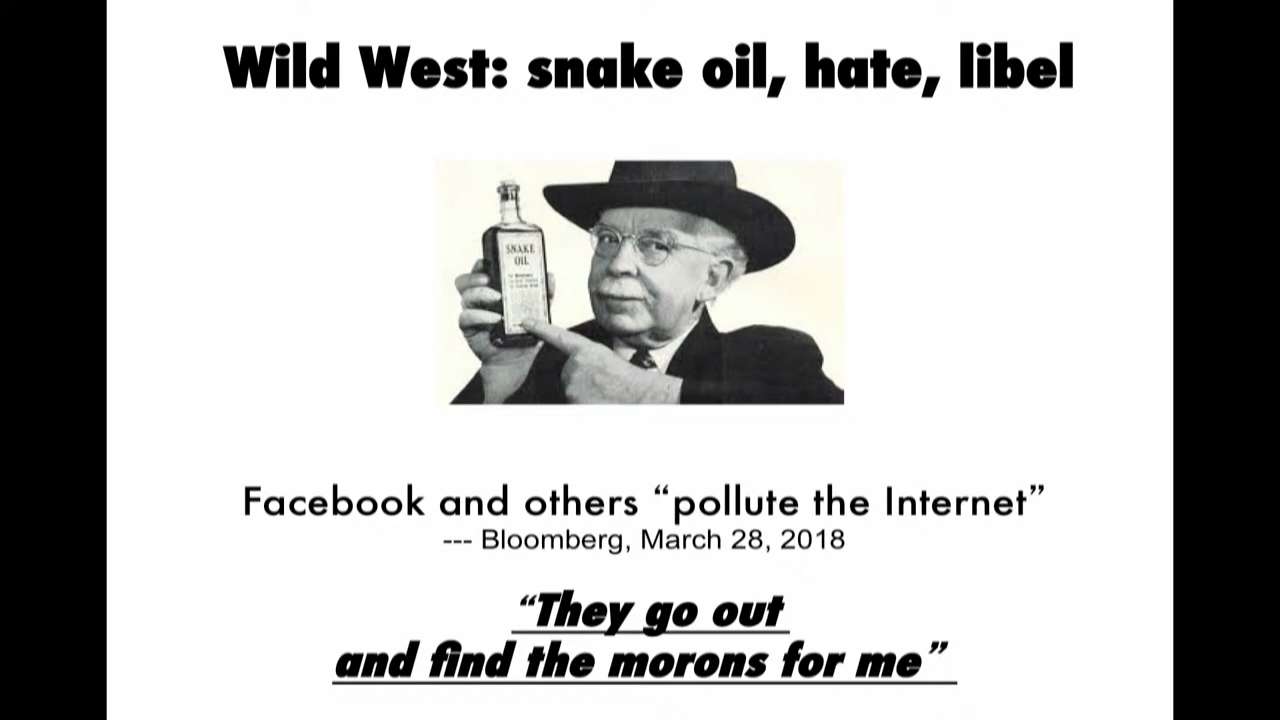 Wild West: snake oil, hate, libel
SNAKE
OIL
Facebook and others “pollute the Internet”
--- Bloomberg, March 28, 2018
“They go out
and find the morons for me”